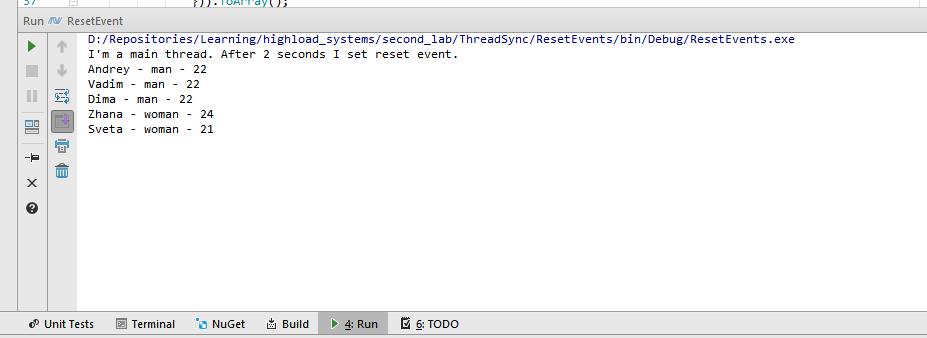 37 })).ToArray();
Run ResetEvent
D:/Repositories/Learning/highload_systems/second_lab/ThreadSync/ResetEvents/bin/Debug/ResetEvents.exe
I'm a main thread. After 2 seconds I set reset event.
Andrey - man - 22
Vadim - man - 22
Dima - man - 22
Zhana - woman - 24
Sveta - woman - 21
Unit Tests Terminal NuGet Build 4: Run 6: TODO